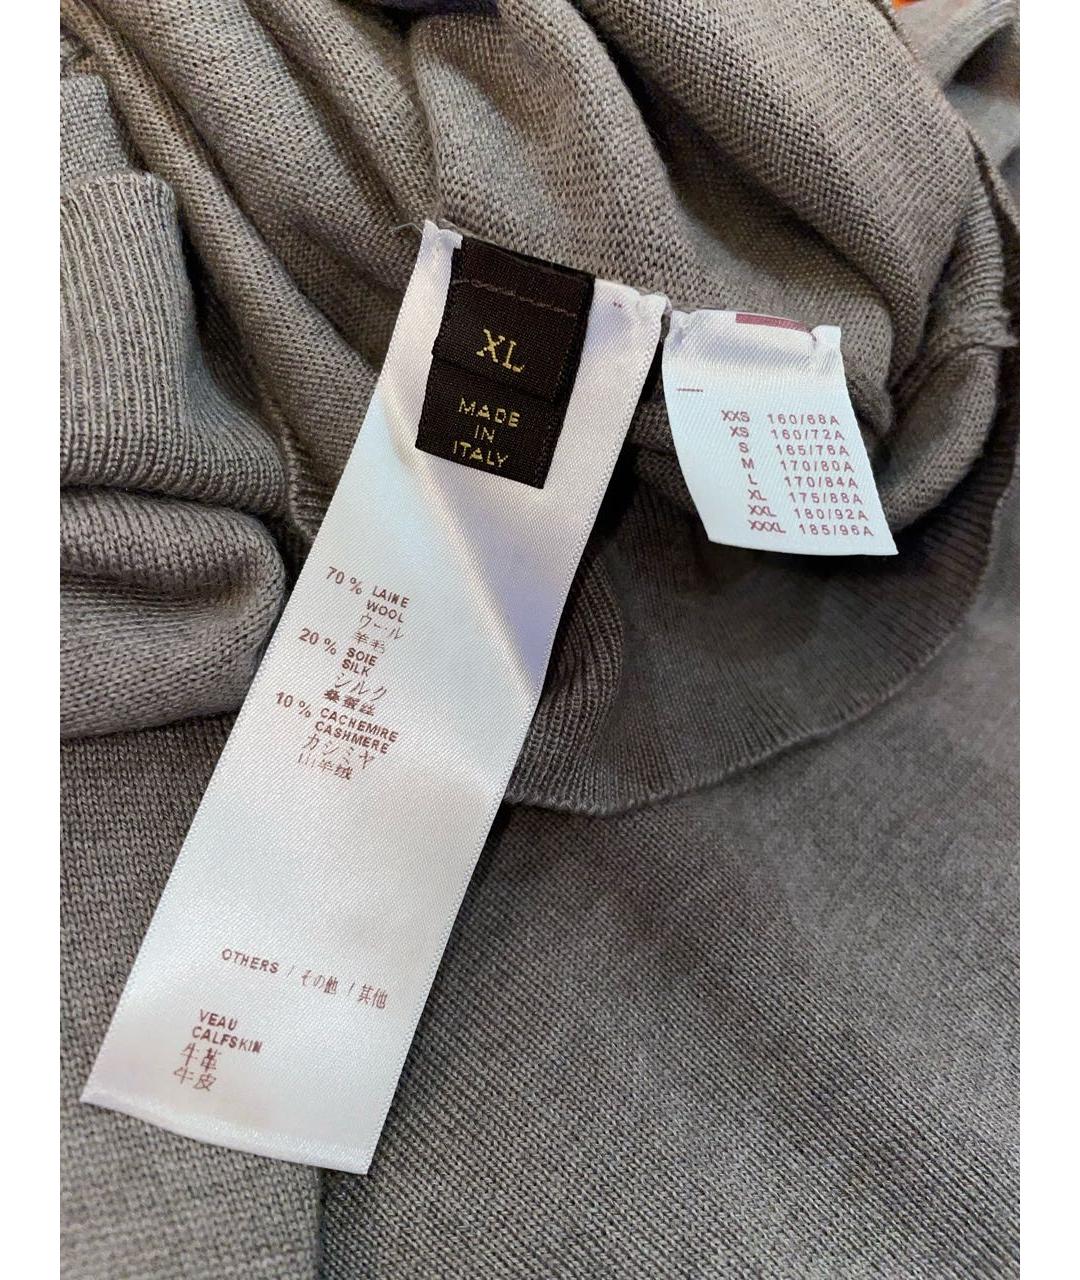 XL
MADE
IN
ITALY
70 % LAINE
WOOL
ウール
羊毛
20 % SOIE
SILK
シルク
桑蚕丝
10 % CACHEMIRE
CASHMERE
カシミヤ
山羊绒
OTHERS / その他 / 其他
VEAU
CALFSKIN
牛革
牛皮
XXS 160/68A
XS 160/72A
S 165/76A
M 170/80A
L 170/84A
XL 175/88A
XXL 180/92A
XXXL 185/96A